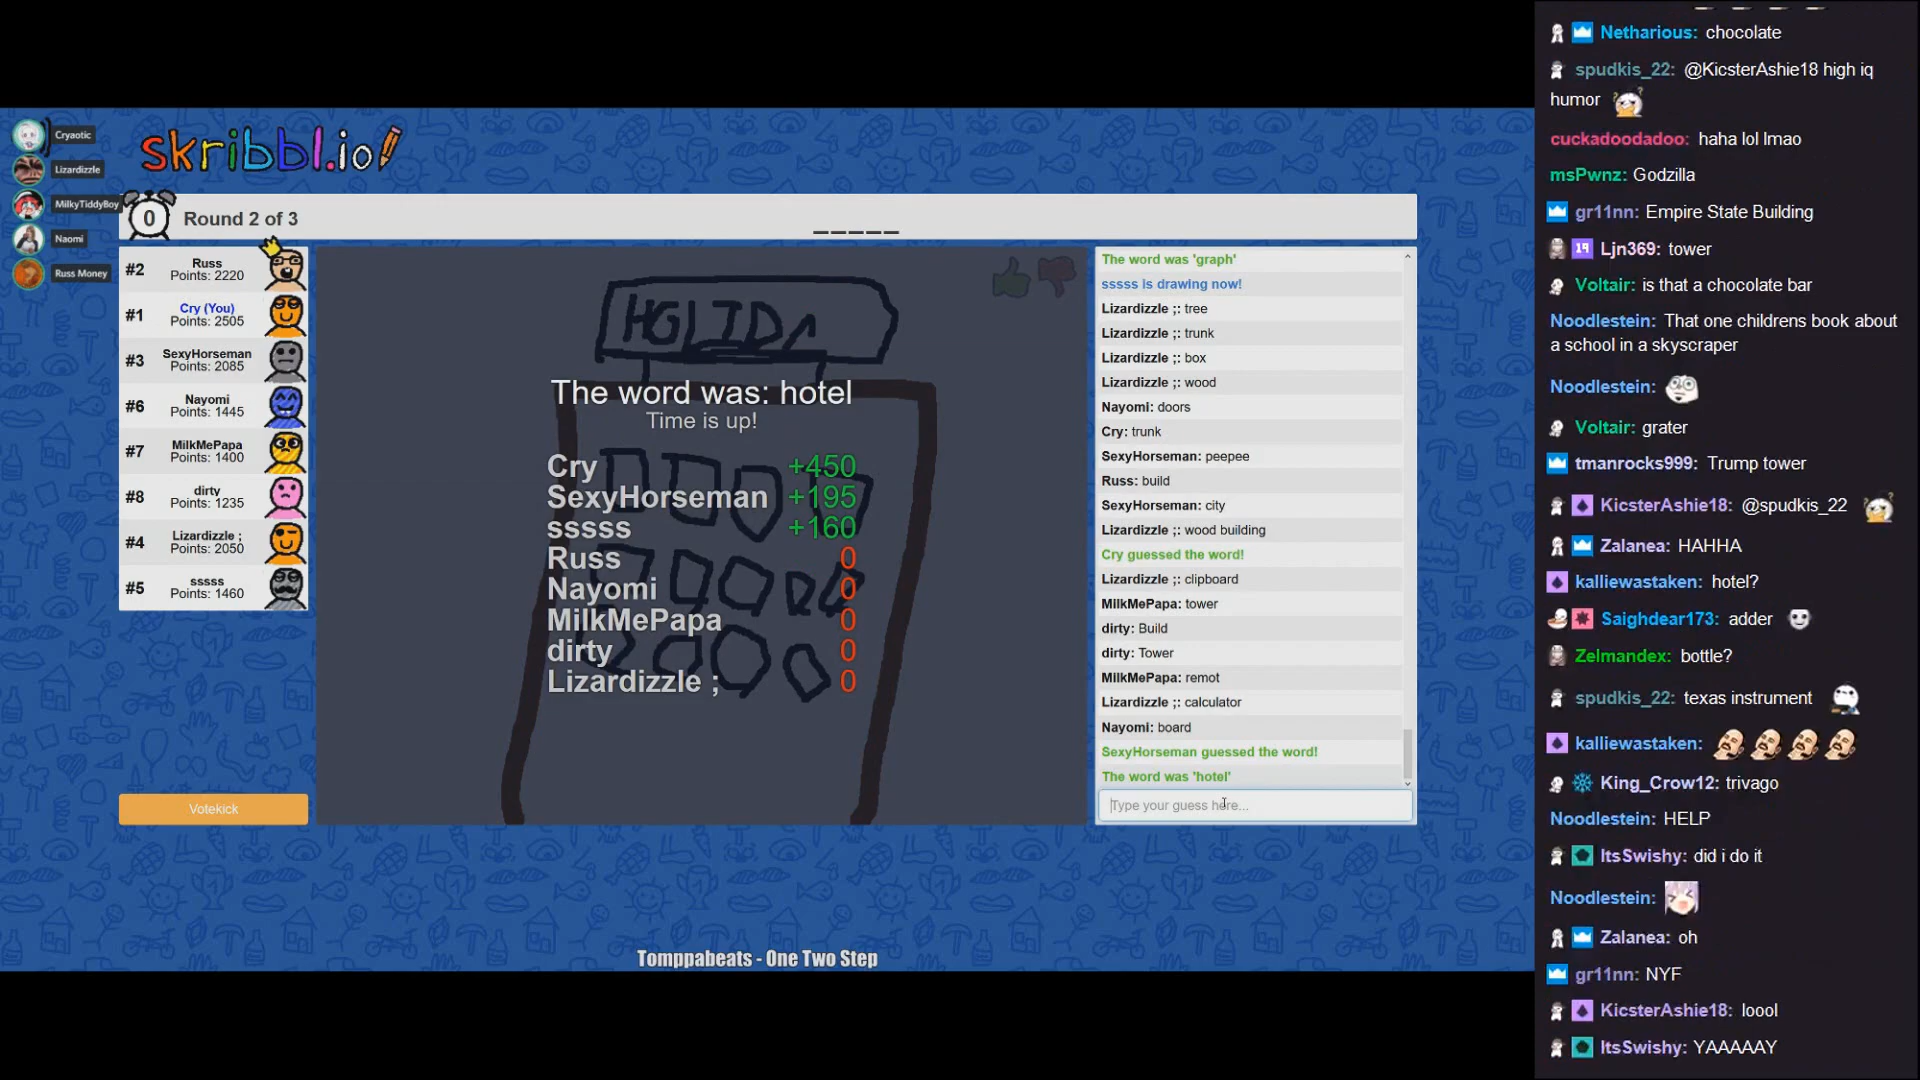 Cryaotic
Lizardizzle
MilkyTiddyBoy
Naomi
Russ Money
skribbl.io
0
Round 2 of 3
_____
#2
Russ
Points: 2220
#1
Cry (You)
Points: 2505
#3
SexyHorseman
Points: 2085
#6
Nayomi
Points: 1445
#7
MilkMePapa
Points: 1400
#8
dirty
Points: 1235
#4
Lizardizzle ;
Points: 2050
#5
sssss
Points: 1460
Votekick
HOLIDA
The word was: hotel
Time is up!
Cry +450
SexyHorseman +195
sssss +160
Russ 0
Nayomi 0
MilkMePapa 0
dirty 0
Lizardizzle ; 0
The word was 'graph'
sssss is drawing now!
Lizardizzle ;: tree
Lizardizzle ;: trunk
Lizardizzle ;: box
Lizardizzle ;: wood
Nayomi: doors
Cry: trunk
SexyHorseman: peepee
Russ: build
SexyHorseman: city
Lizardizzle ;: wood building
Cry guessed the word!
Lizardizzle ;: clipboard
MilkMePapa: tower
dirty: Build
dirty: Tower
MilkMePapa: remot
Lizardizzle ;: calculator
Nayomi: board
SexyHorseman guessed the word!
The word was 'hotel'
Type your guess here...
Tomppabeats - One Two Step
Netharious: chocolate
spudkis_22: @KicsterAshie18 high iq
humor
cuckadoodadoo: haha lol lmao
msPwnz: Godzilla
gr11nn: Empire State Building
19 Ljn369: tower
Voltair: is that a chocolate bar
Noodlestein: That one childrens book about
a school in a skyscraper
Noodlestein:
Voltair: grater
tmanrocks999: Trump tower
KicsterAshie18: @spudkis_22
Zalanea: HAHHA
kalliewastaken: hotel?
Saighdear173: adder
Zelmandex: bottle?
spudkis_22: texas instrument
kalliewastaken:
King_Crow12: trivago
Noodlestein: HELP
ItsSwishy: did i do it
Noodlestein:
Zalanea: oh
gr11nn: NYF
KicsterAshie18: loool
ItsSwishy: YAAAAAY